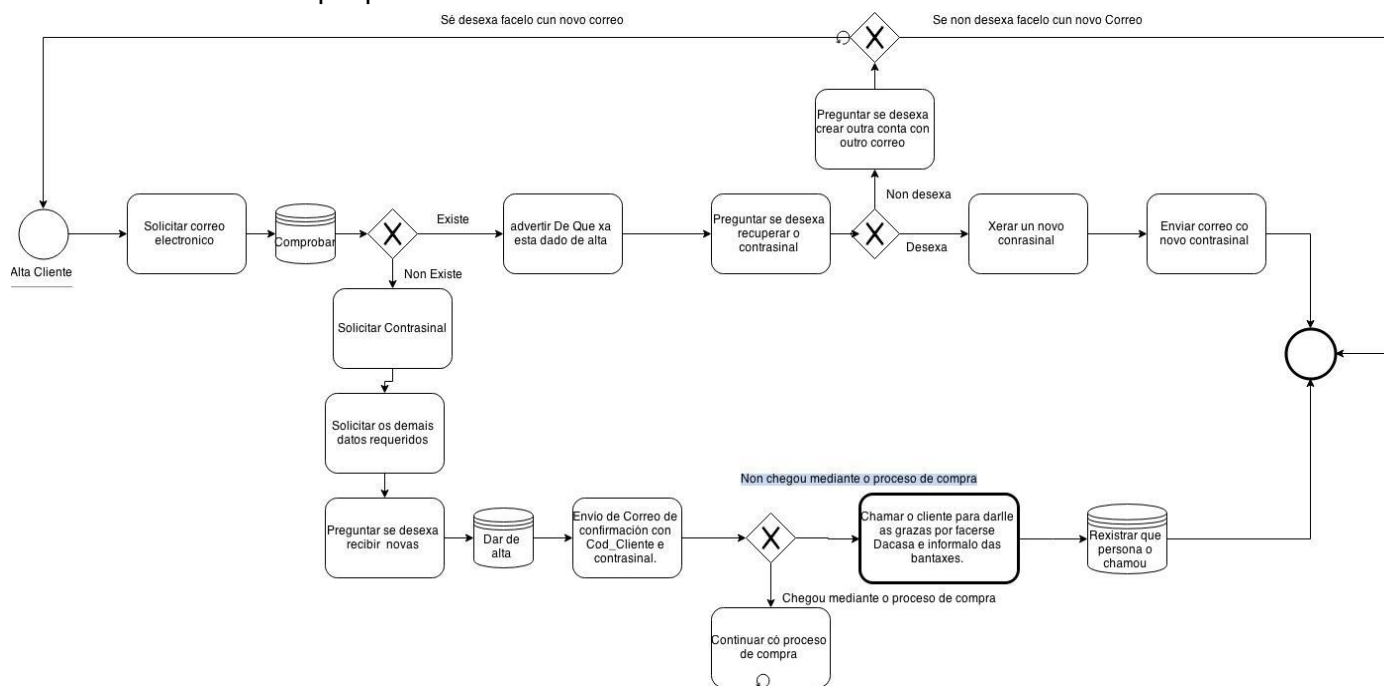 Sé desexa facelo cun novo correo
Se non desexa facelo cun novo Correo
Preguntar se desexa
crear outra conta con
outro correo
Non desexa
Alta Cliente
Solicitar correo
electronico
Comprobar
Existe
advertir De Que xa
esta dado de alta
Preguntar se desexa
recuperar o
contrasinal
Desexa
Xerar un novo
conrasinal
Enviar correo co
novo contrasinal
Non Existe
Solicitar Contrasinal
Solicitar os demais
datos requeridos
Preguntar se desexa
recibir novas
Dar de
alta
Envio de Correo de
confirmación con
Cod_Cliente e
contrasinal.
Non chegou mediante o proceso de compra
Chamar o cliente para darlle
as grazas por facerse
Dacasa e informalo das
bantaxes.
Rexistrar que
persona o
chamou
Chegou mediante o proceso de compra
Continuar có proceso
de compra